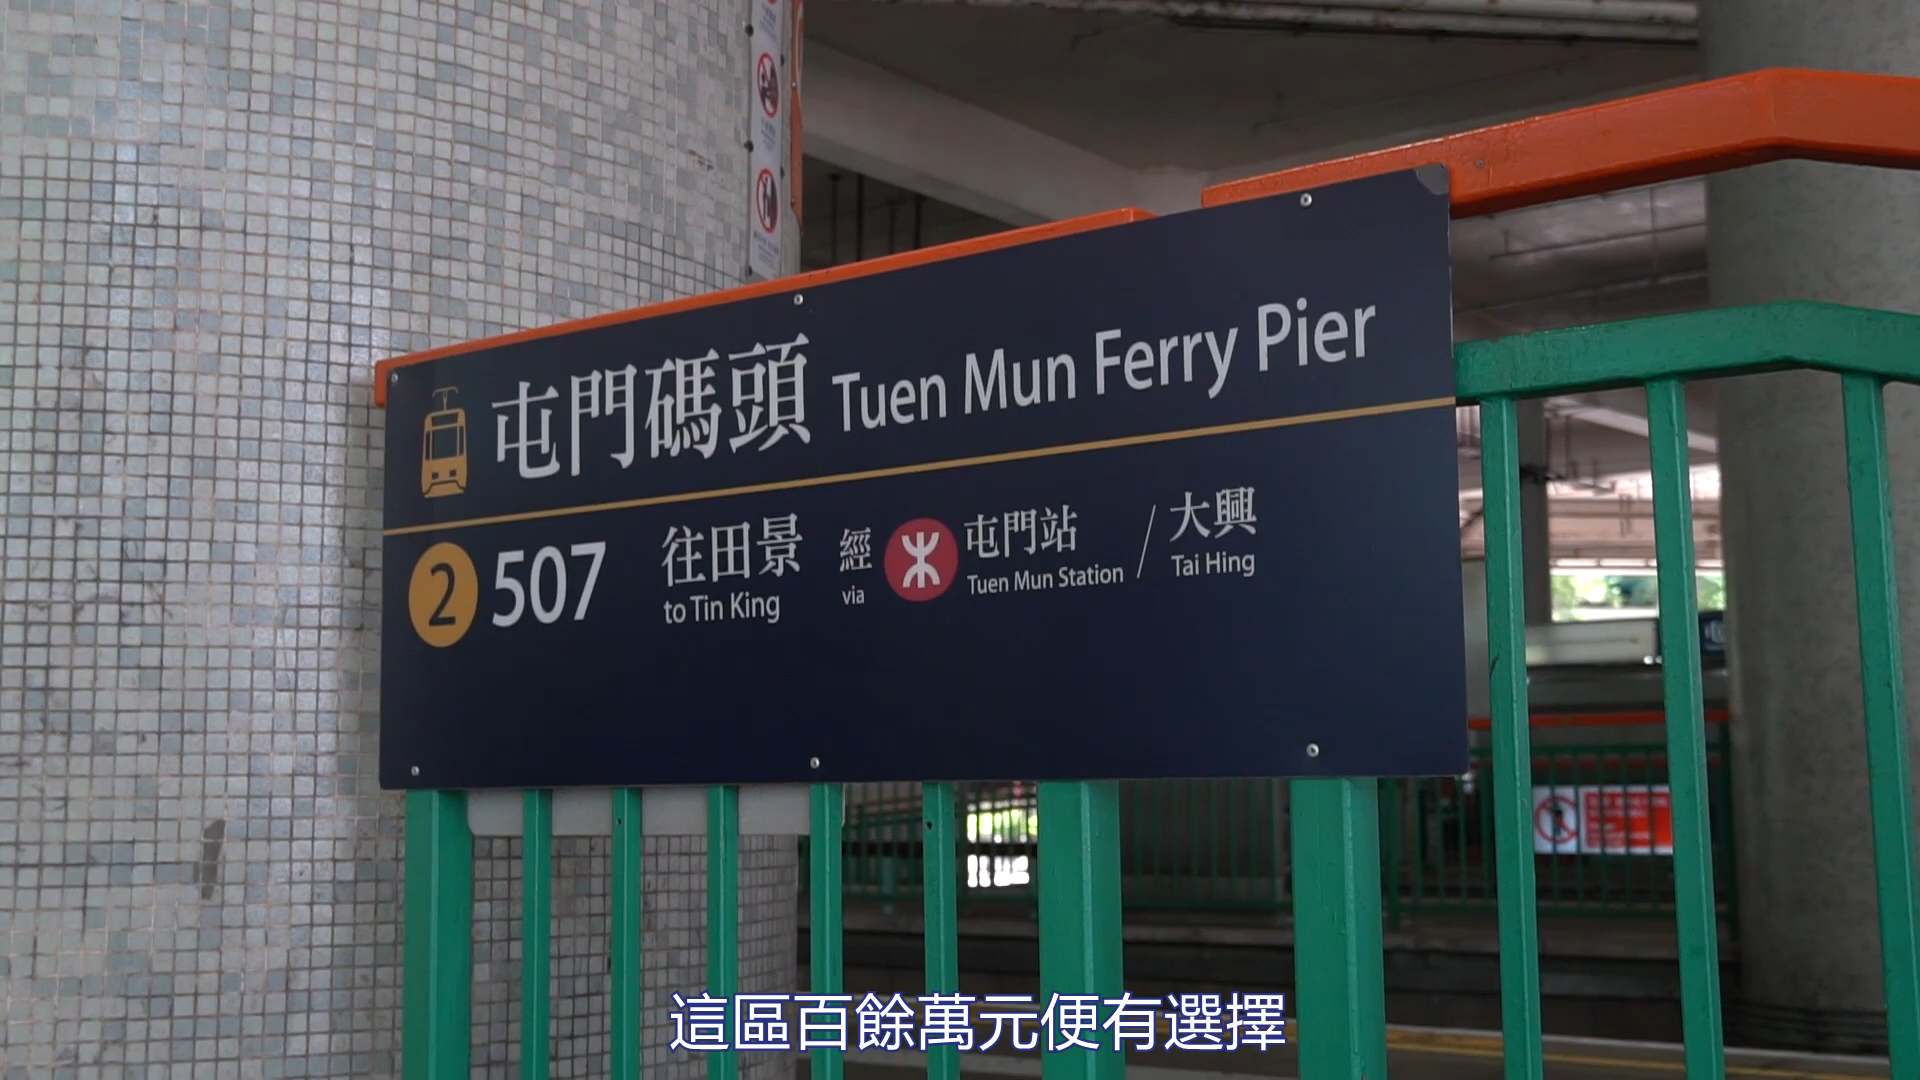 屯門碼頭 Tuen Mun Ferry Pier
2 507 往田景 經 屯門站 / 大興
to Tin King via Tuen Mun Station Tai Hing
這區百餘萬元便有選擇